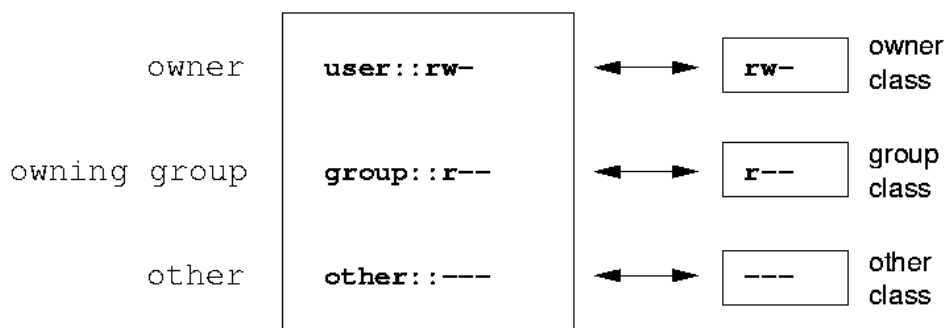 owner user::rw- rw- owner class
owning group group::r-- r-- group class
other other::--- --- other class